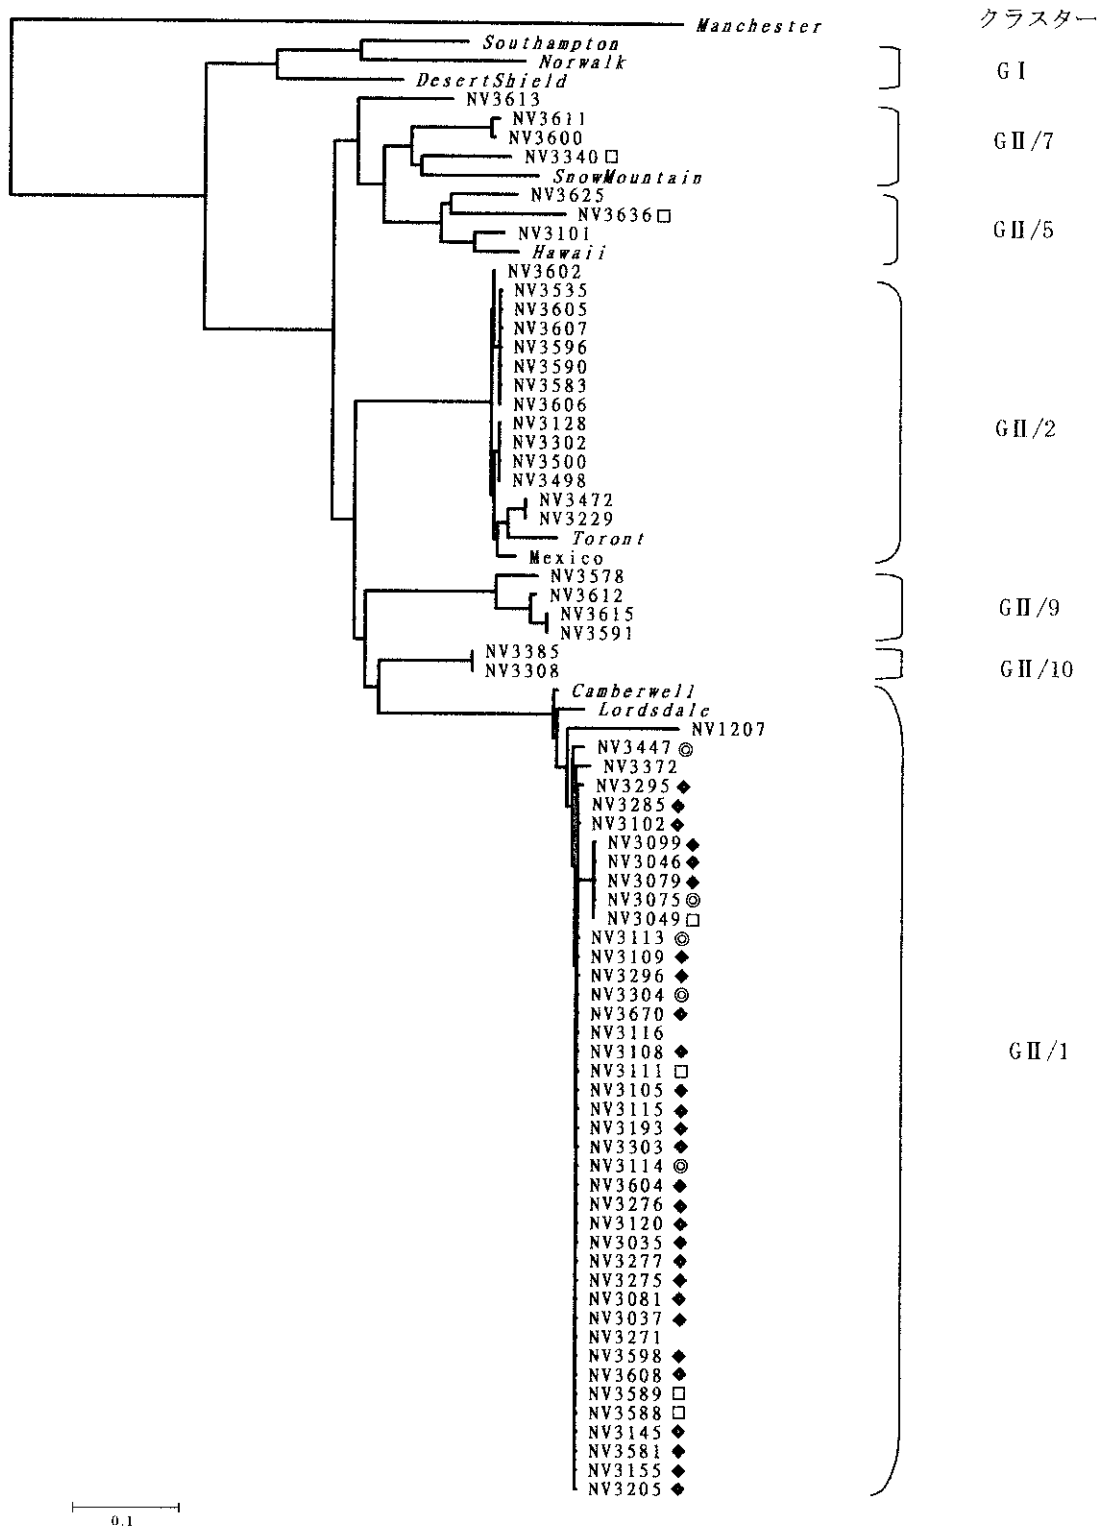 クラスター
Manchester
Southampton
Norwalk
GⅠ
DesertShield
NV3613
NV3611
NV3600
GⅡ/7
NV3340□
SnowMountain
NV3625
NV3636□
GⅡ/5
NV3101
Hawaii
NV3602
NV3535
NV3605
NV3607
NV3596
NV3590
NV3583
NV3606
NV3128
GⅡ/2
NV3302
NV3500
NV3498
NV3472
NV3229
Toront
Mexico
NV3578
NV3612
GⅡ/9
NV3615
NV3591
NV3385
NV3308
GⅡ/10
Camberwell
Lordsdale
NV1207
NV3447◎
NV3372
NV3295◆
NV3285◆
NV3102◆
NV3099◆
NV3046◆
NV3079◆
NV3075◎
NV3049□
NV3113◎
NV3109◆
NV3296◆
NV3304◎
NV3670◆
NV3116
NV3108◆
GⅡ/1
NV3111□
NV3105◆
NV3115◆
NV3193◆
NV3303◆
NV3114◎
NV3604◆
NV3276◆
NV3120◆
NV3035◆
NV3277◆
NV3275◆
NV3081◆
NV3037◆
NV3271
NV3598◆
NV3608◆
NV3589□
NV3588□
NV3145◆
NV3581◆
NV3155◆
NV3205◆
0.1